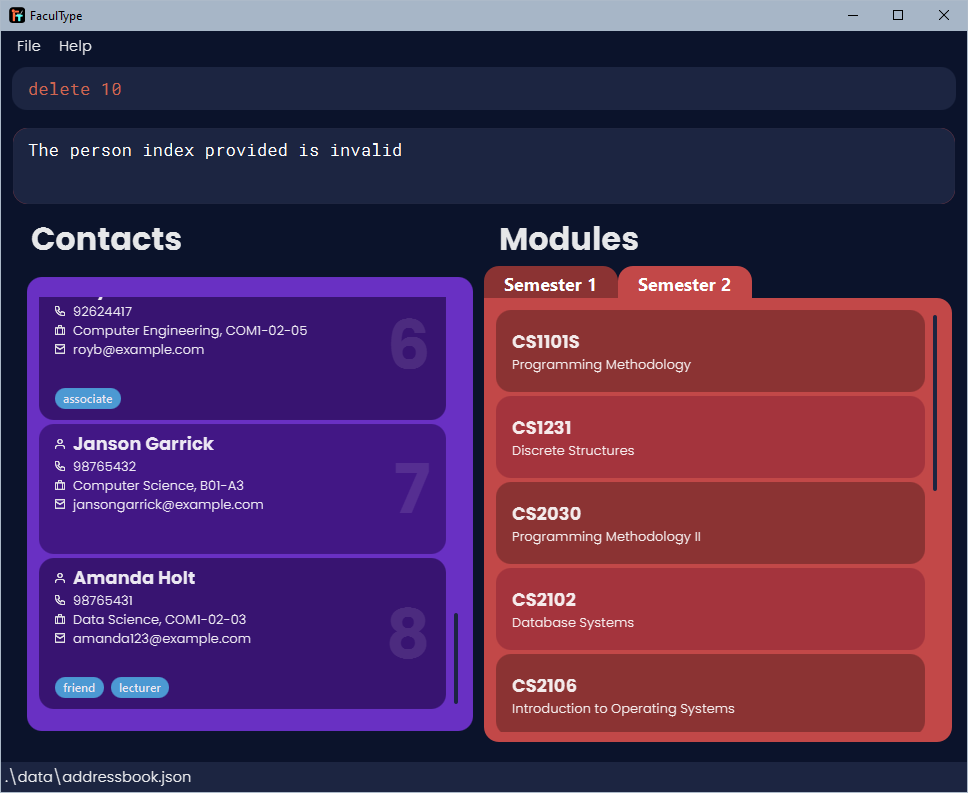 FaculType
File Help
delete 10
The person index provided is invalid
Contacts
92624417
Computer Engineering, COM1-02-05
royb@example.com
6
associate
Janson Garrick
98765432
Computer Science, B01-A3
jansongarrick@example.com
7
Amanda Holt
98765431
Data Science, COM1-02-03
amanda123@example.com
8
friend lecturer
Modules
Semester 1 Semester 2
CS1101S
Programming Methodology
CS1231
Discrete Structures
CS2030
Programming Methodology II
CS2102
Database Systems
CS2106
Introduction to Operating Systems
.\data\addressbook.json